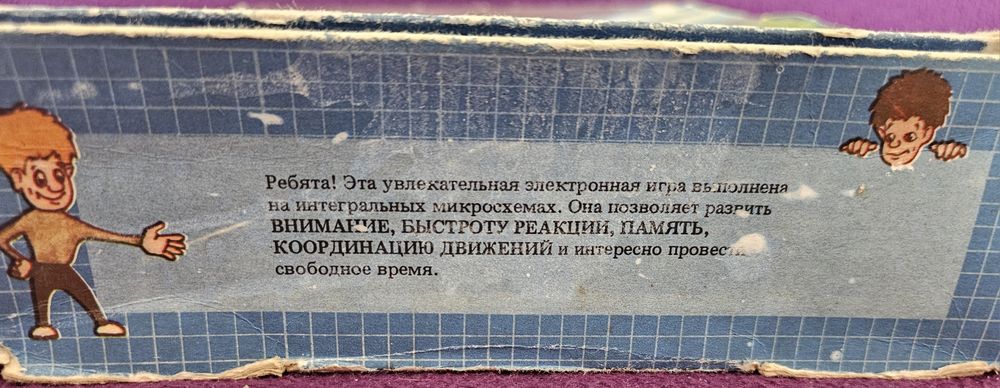 Ребята! Эта увлекательная электронная игра выполнена
на интегральных микросхемах. Она позволяет развить
ВНИМАНИЕ, БЫСТРОТУ РЕАКЦИИ, ПАМЯТЬ,
КООРДИНАЦИЮ ДВИЖЕНИЙ и интересно провести
свободное время.